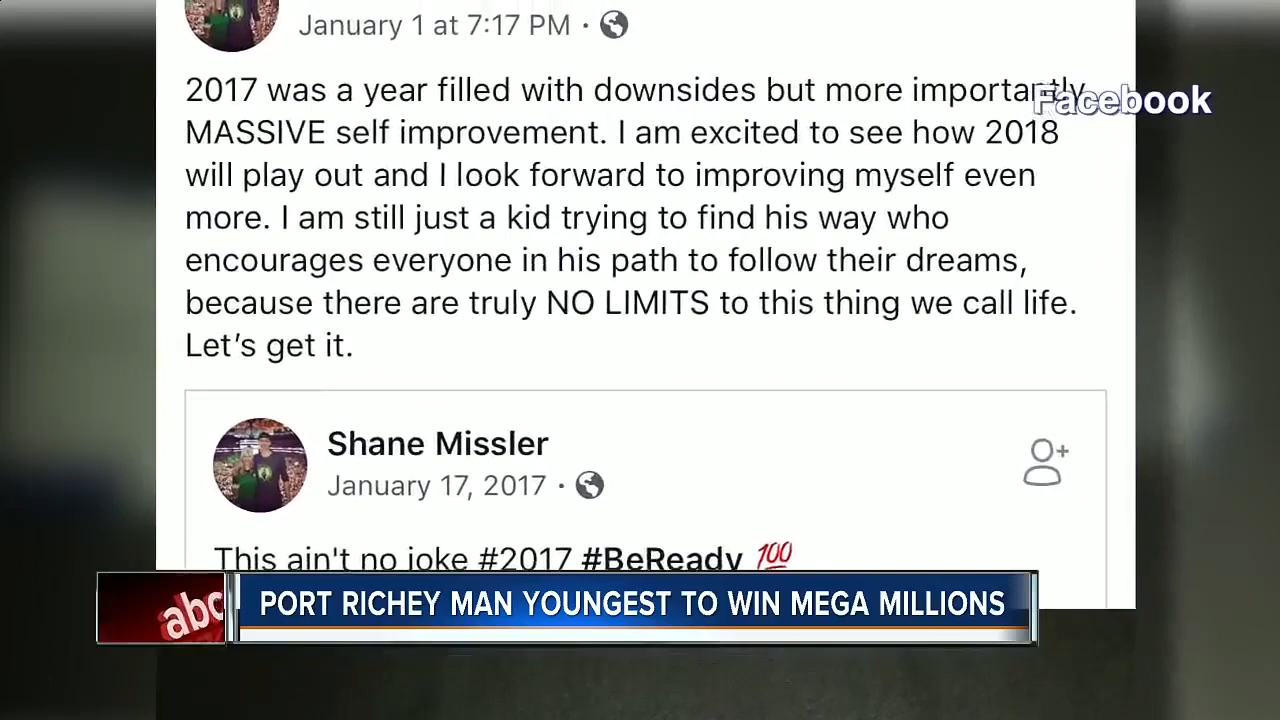 January 1 at 7:17 PM ·
Facebook
2017 was a year filled with downsides but more importantly
MASSIVE self improvement. I am excited to see how 2018
will play out and I look forward to improving myself even
more. I am still just a kid trying to find his way who
encourages everyone in his path to follow their dreams,
because there are truly NO LIMITS to this thing we call life.
Let's get it.
Shane Missler
January 17, 2017 ·
This ain't no joke #2017 #BeReady 💯
abc
PORT RICHEY MAN YOUNGEST TO WIN MEGA MILLIONS